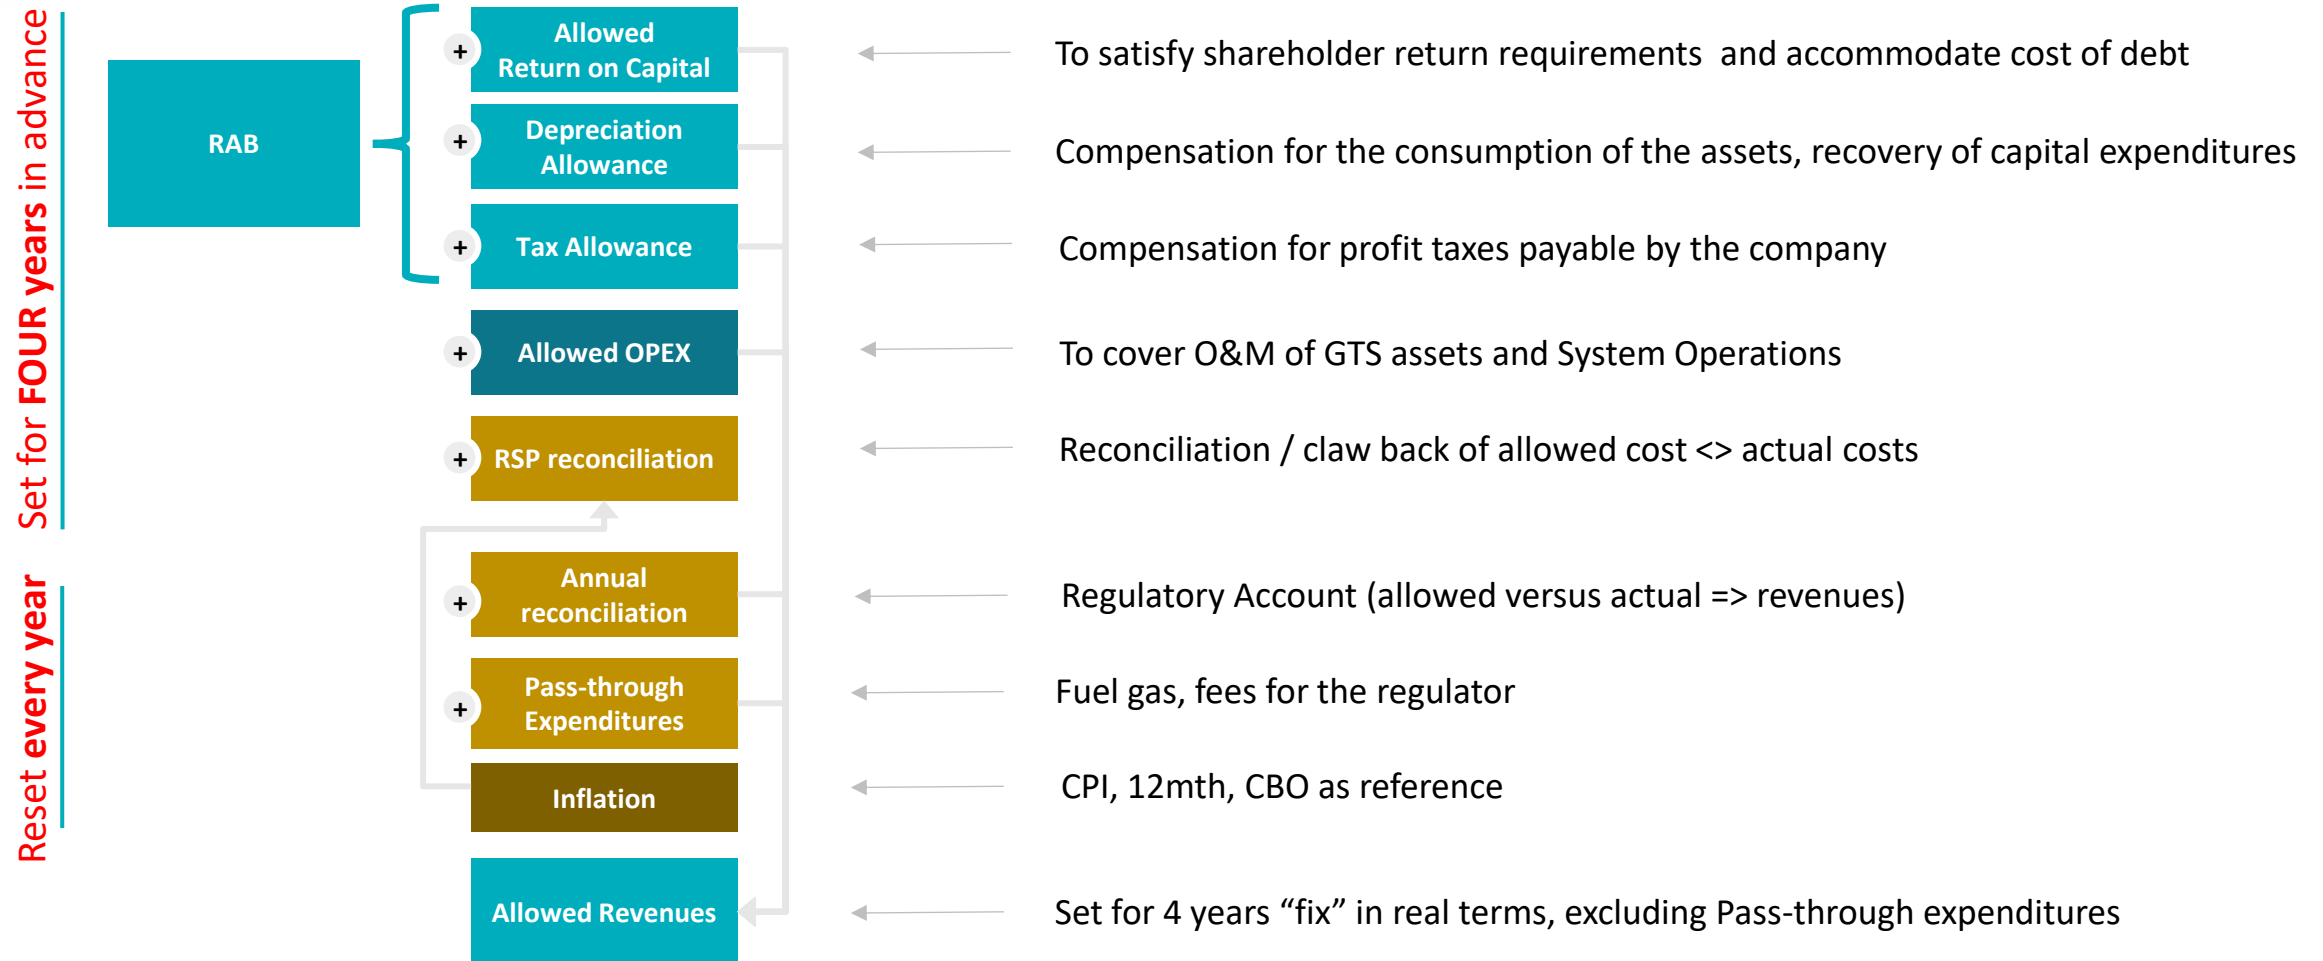 Set for FOUR years in advance
RAB
+
Allowed
Return on Capital
To satisfy shareholder return requirements  and accommodate cost of debt
+
Depreciation
Allowance
Compensation for the consumption of the assets, recovery of capital expenditures
+
Tax Allowance
Compensation for profit taxes payable by the company
+
Allowed OPEX
To cover O&M of GTS assets and System Operations
+
RSP reconciliation
Reconciliation / claw back of allowed cost <> actual costs
Reset every year
+
Annual
reconciliation
Regulatory Account (allowed versus actual => revenues)
+
Pass-through
Expenditures
Fuel gas, fees for the regulator
Inflation
CPI, 12mth, CBO as reference
Allowed Revenues
Set for 4 years “fix” in real terms, excluding Pass-through expenditures